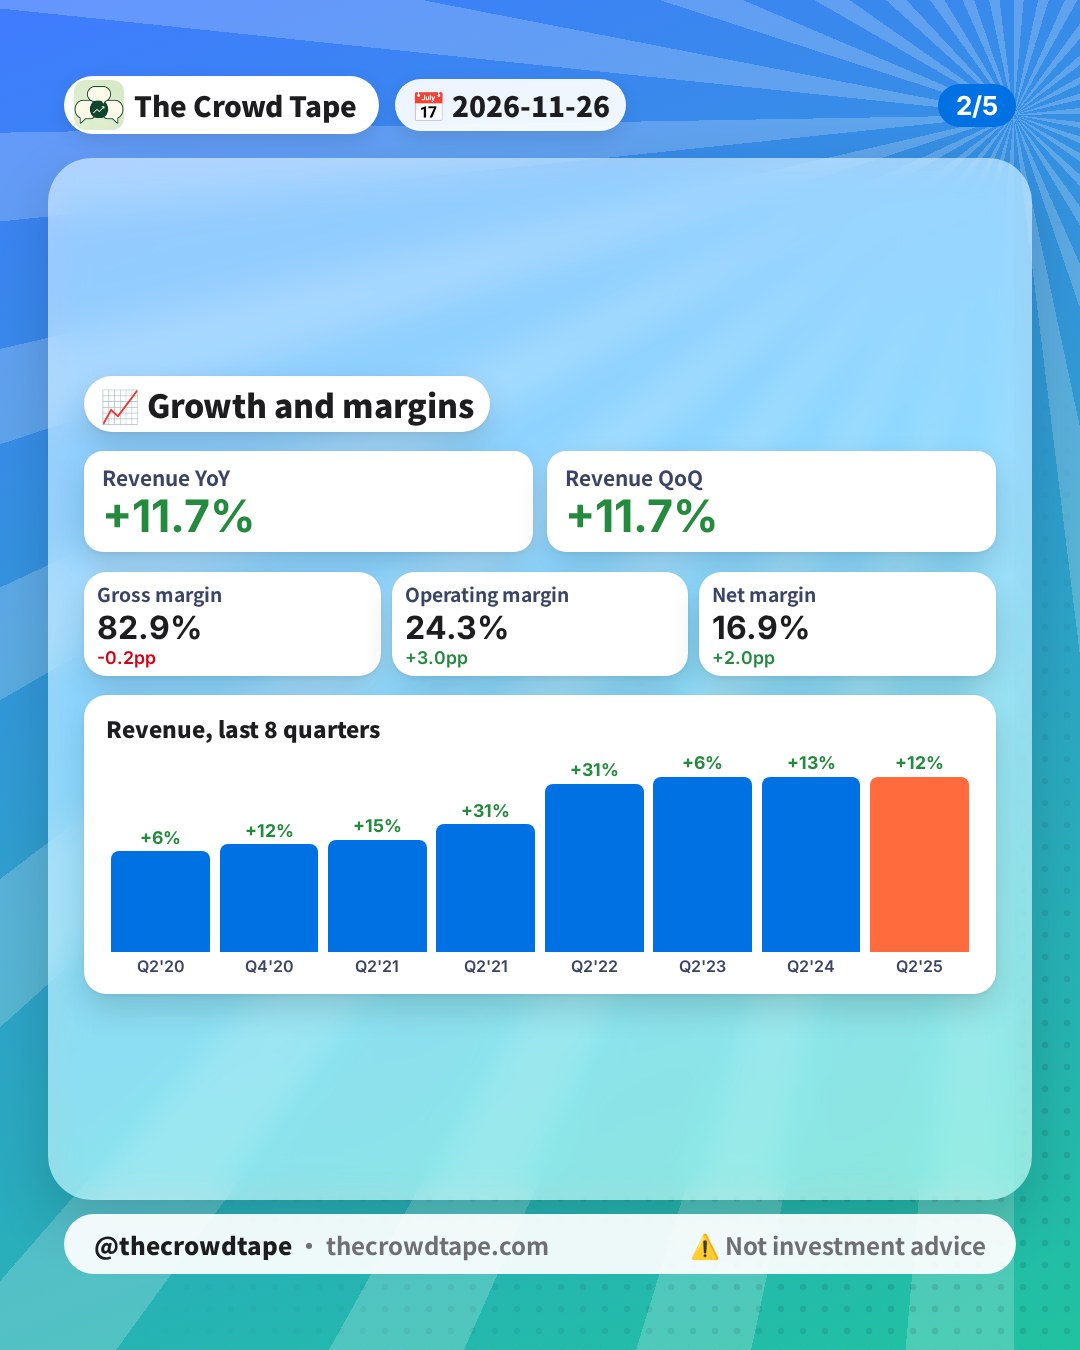 The Crowd Tape
2026-11-26
2/5
Growth and margins
Revenue YoY
+11.7%
Revenue QoQ
+11.7%
Gross margin
82.9%
-0.2pp
Operating margin
24.3%
+3.0pp
Net margin
16.9%
+2.0pp
Revenue, last 8 quarters
+6% +12% +15% +31% +31% +6% +13% +12%
Q2'20 Q4'20 Q2'21 Q2'21 Q2'22 Q2'23 Q2'24 Q2'25
@thecrowdtape • thecrowdtape.com
⚠️ Not investment advice